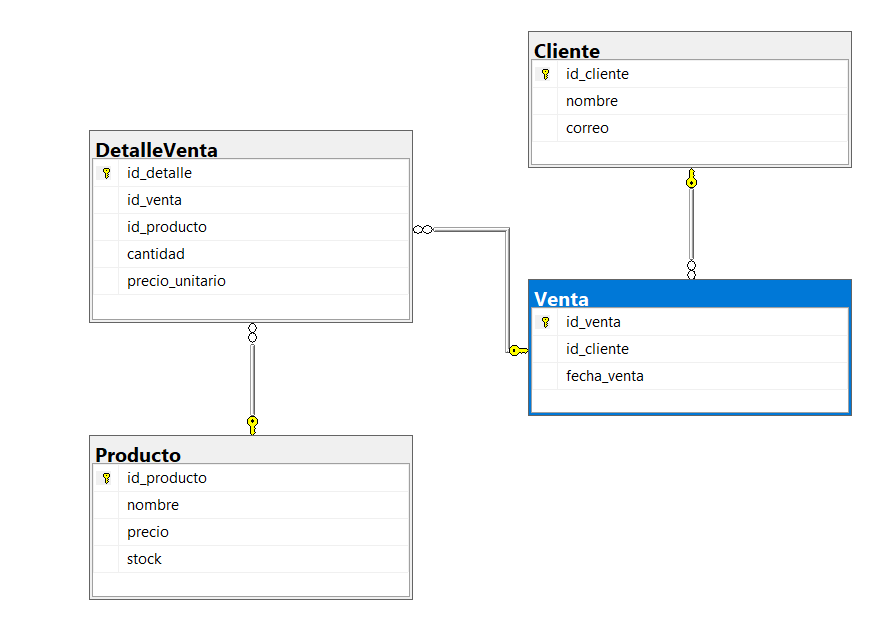 Cliente
id_cliente
nombre
correo
DetalleVenta
id_detalle
id_venta
id_producto
cantidad
precio_unitario
Venta
id_venta
id_cliente
fecha_venta
Producto
id_producto
nombre
precio
stock